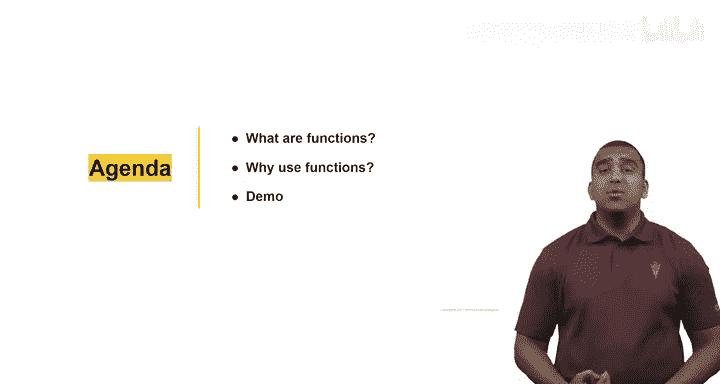 Agenda
● What are functions?
● Why use functions?
● Demo